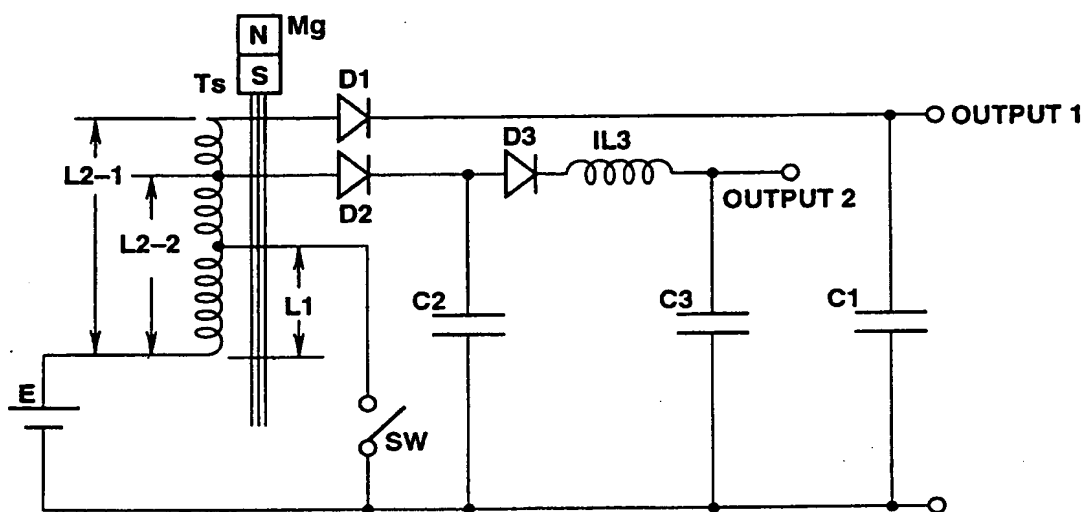 N
Mg
S
Ts
D1
OUTPUT 1
D3
IL3
L2–1
D2
OUTPUT 2
L2–2
L1
C2
C3
C1
E
SW